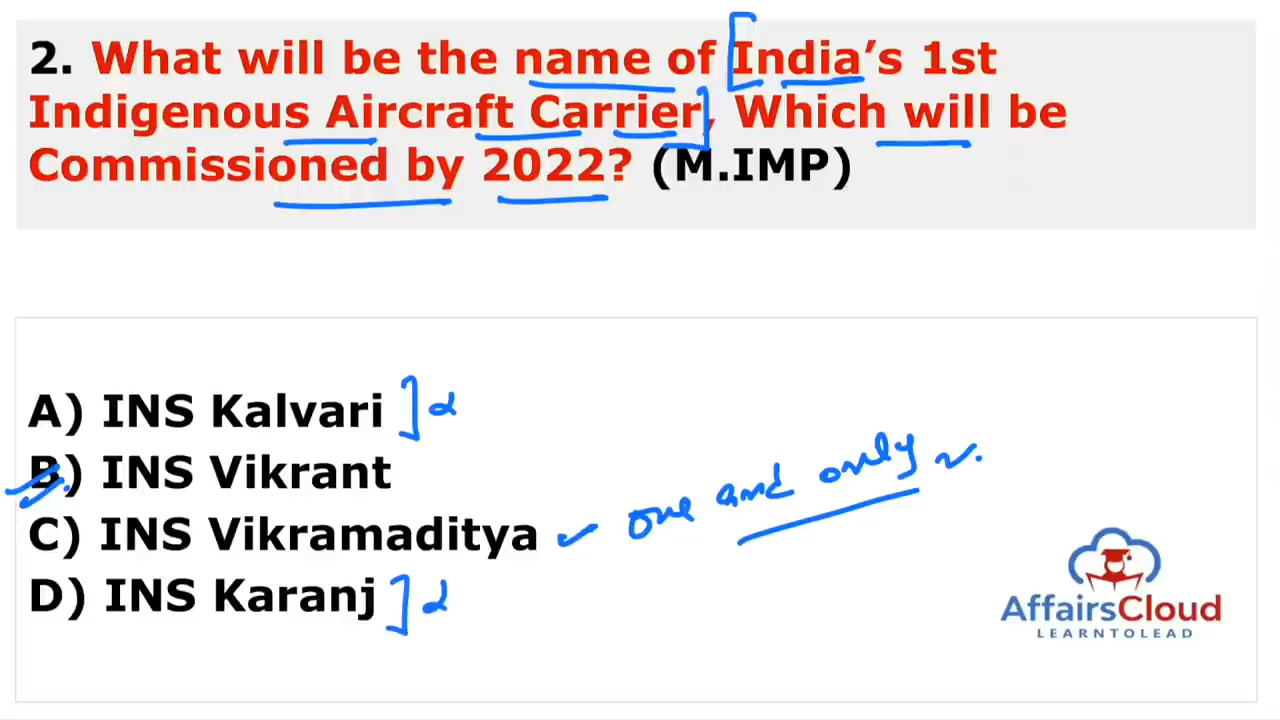 2. What will be the name of India's 1st
Indigenous Aircraft Carrier, Which will be
Commissioned by 2022? (M.IMP)
A) INS Kalvari
B) INS Vikrant
C) INS Vikramaditya one and only
D) INS Karanj
AffairsCloud
LEARNTOLEAD